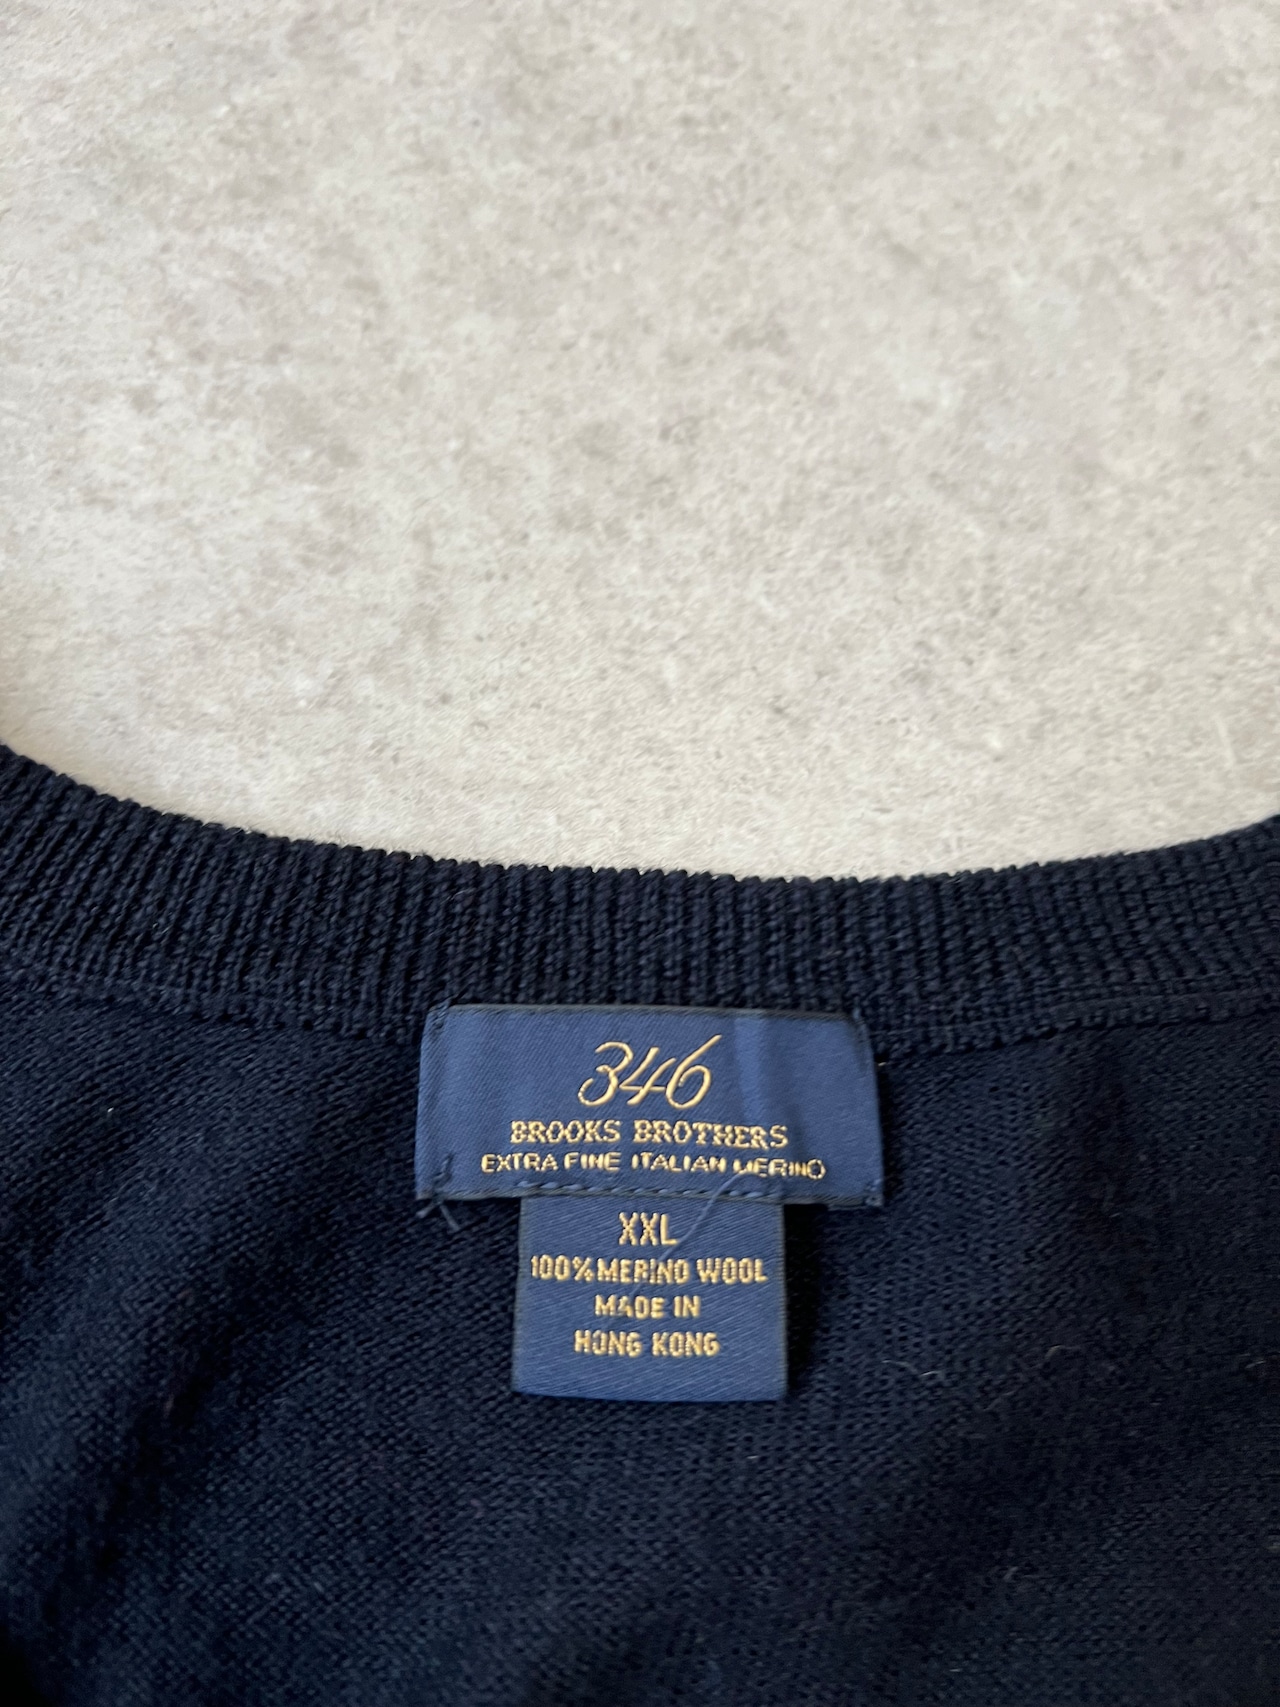 346
BROOKS BROTHERS
EXTRA FINE ITALIAN MERINO
XXL
100% MERINO WOOL
MADE IN
HONG KONG